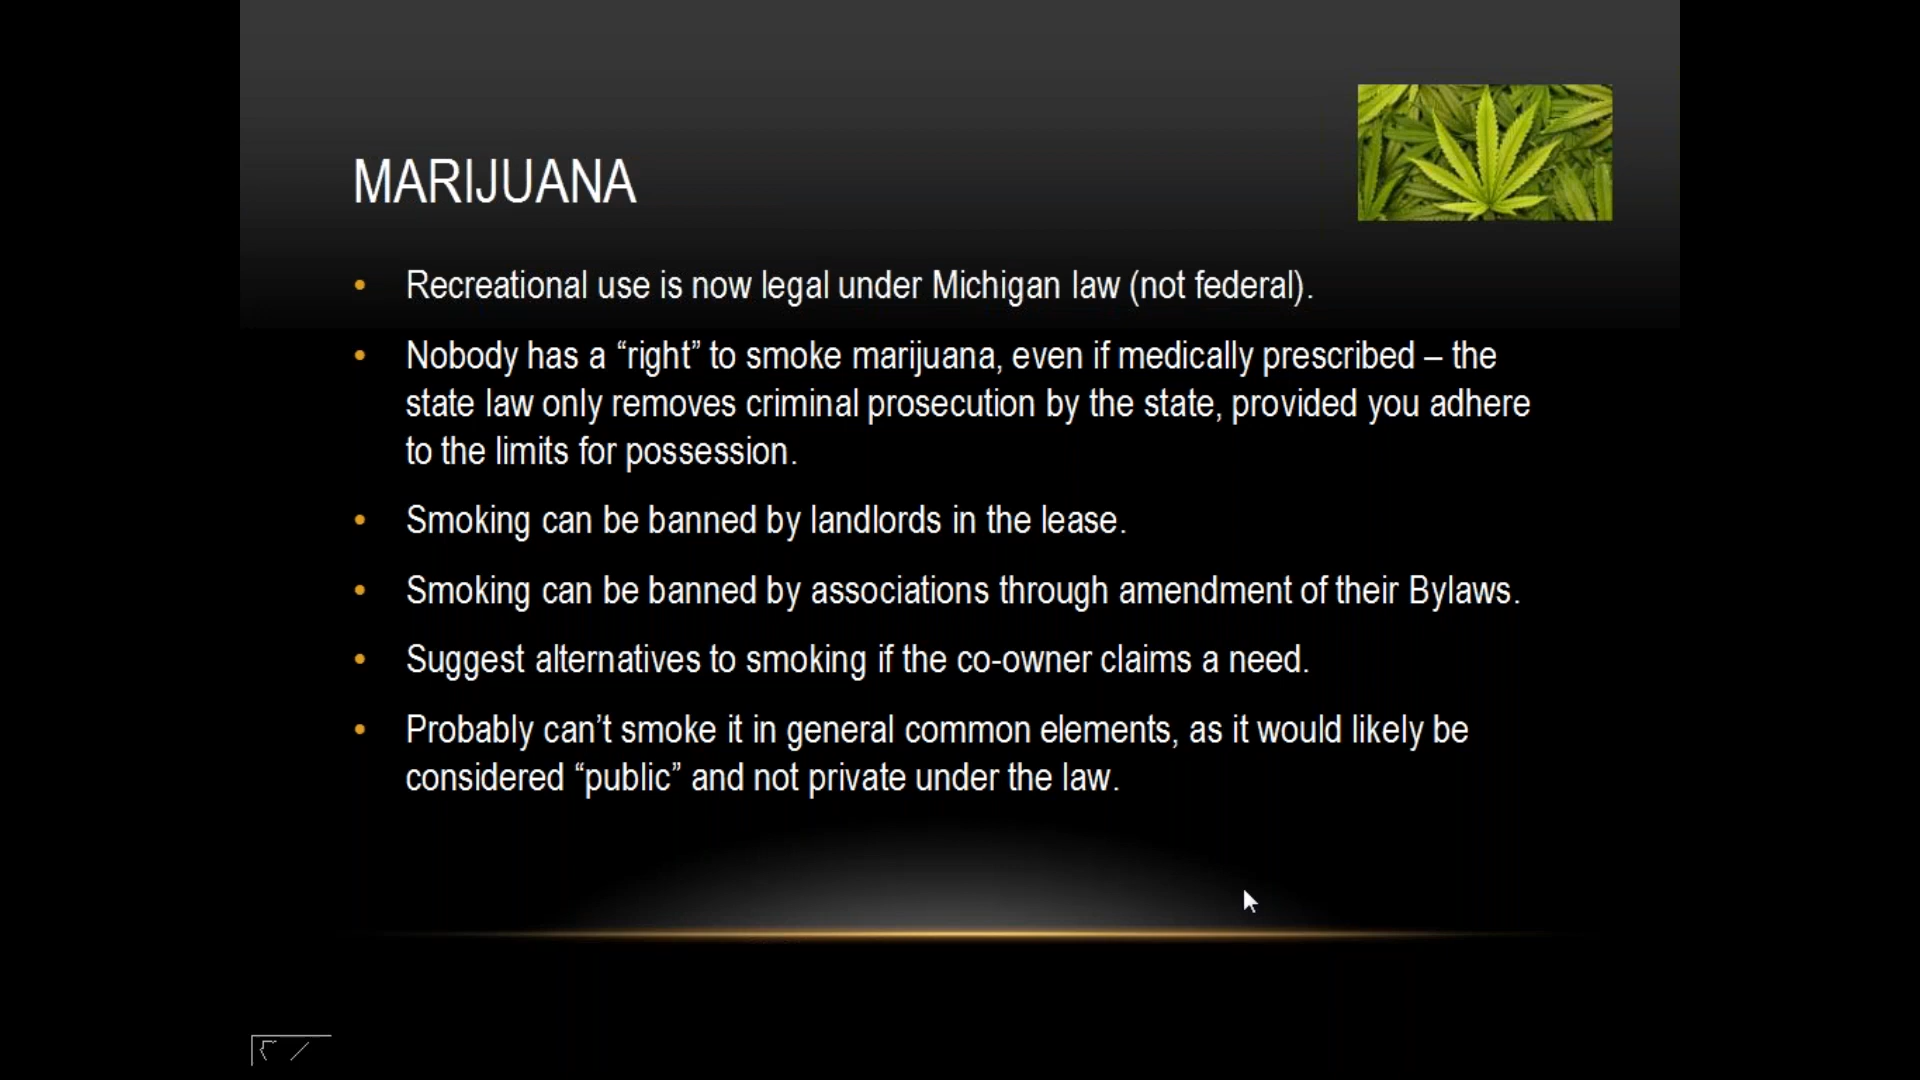 MARIJUANA
• Recreational use is now legal under Michigan law (not federal).
• Nobody has a “right” to smoke marijuana, even if medically prescribed – the
state law only removes criminal prosecution by the state, provided you adhere
to the limits for possession.
• Smoking can be banned by landlords in the lease.
• Smoking can be banned by associations through amendment of their Bylaws.
• Suggest alternatives to smoking if the co-owner claims a need.
• Probably can’t smoke it in general common elements, as it would likely be
considered “public” and not private under the law.